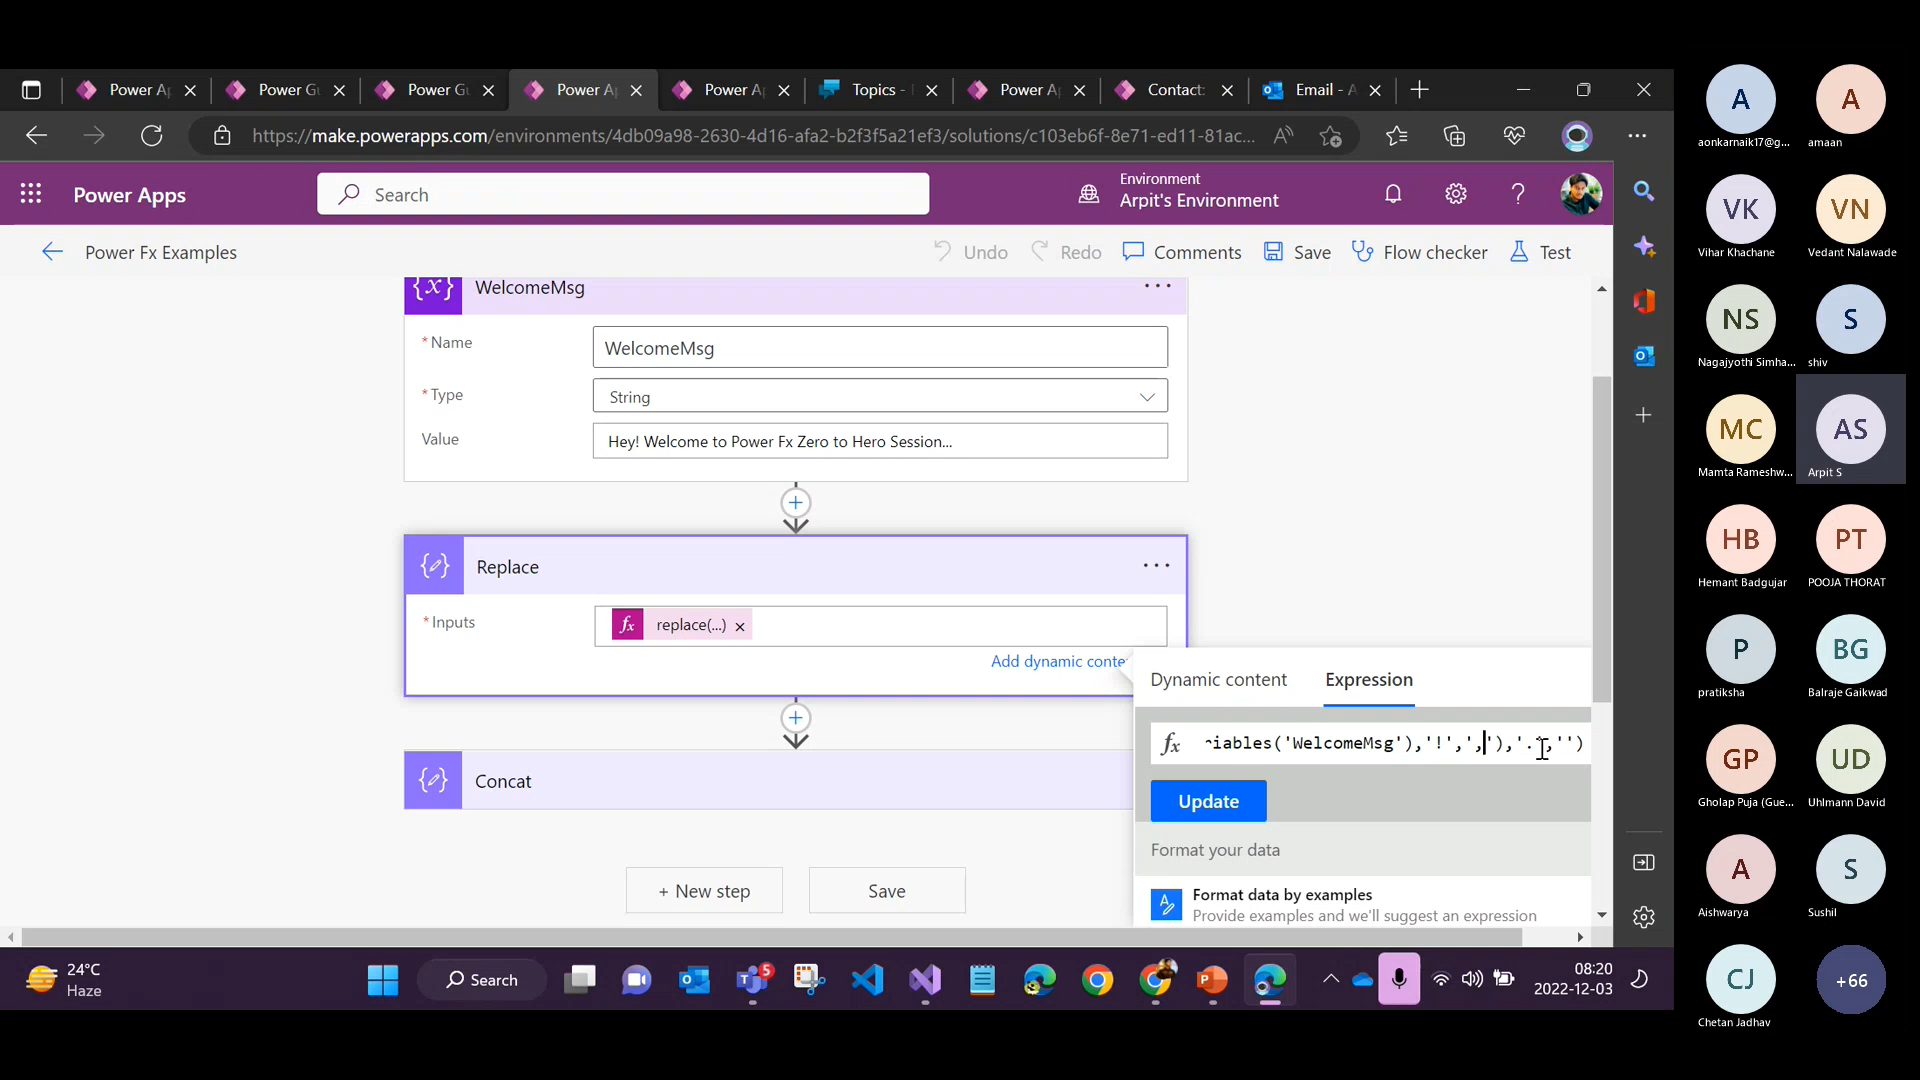 Power A
Power G
Power G
Power A
Power A
Topics -
Power A
Contact
Email - A
https://make.powerapps.com/environments/4db09a98-2630-4d16-afa2-b2f3f5a21ef3/solutions/c103eb6f-8e71-ed11-81ac...
Power Apps
Search
Environment
Arpit's Environment
Power Fx Examples
Undo
Redo
Comments
Save
Flow checker
Test
{x}
WelcomeMsg
* Name
WelcomeMsg
* Type
String
Value
Hey! Welcome to Power Fx Zero to Hero Session...
Replace
* Inputs
fx
replace(...)
Add dynamic conte
Dynamic content
Expression
fx
iables('WelcomeMsg'),'!',','),'.','')
Update
Format your data
Format data by examples
Provide examples and we'll suggest an expression
Concat
+ New step
Save
24°C
Haze
Search
5
08:20
2022-12-03
A
aonkarnaik17@g...
A
amaan
VK
Vihar Khachane
VN
Vedant Nalawade
NS
Nagajyothi Simha...
S
shiv
MC
Mamta Rameshw...
AS
Arpit S
HB
Hemant Badgujar
PT
POOJA THORAT
P
pratiksha
BG
Balraje Gaikwad
GP
Gholap Puja (Gue...
UD
Uhlmann David
A
Aishwarya
S
Sushil
CJ
Chetan Jadhav
+66